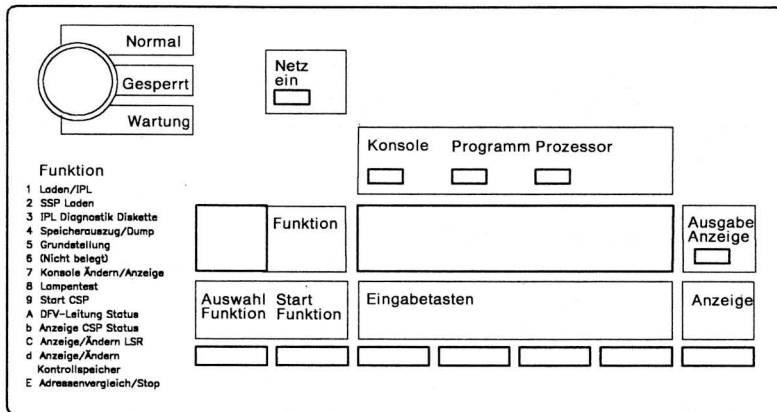 Normal
Gesperrt
Wartung
Netz
ein
Konsole Programm Prozessor
Funktion
1 Laden/IPL
2 SSP Laden
3 IPL Diagnostik Diskette
4 Speicherauszug/Dump
5 Grundstellung
6 (Nicht belegt)
7 Konsole Ändern/Anzeige
8 Lampentest
9 Start CSP
A DFV-Leitung Status
b Anzeige CSP Status
C Anzeige/Ändern LSR
d Anzeige/Ändern
Kontrollspeicher
E Adressenvergleich/Stop
Funktion
Ausgabe
Anzeige
Auswahl Start
Funktion Funktion
Eingabetasten
Anzeige